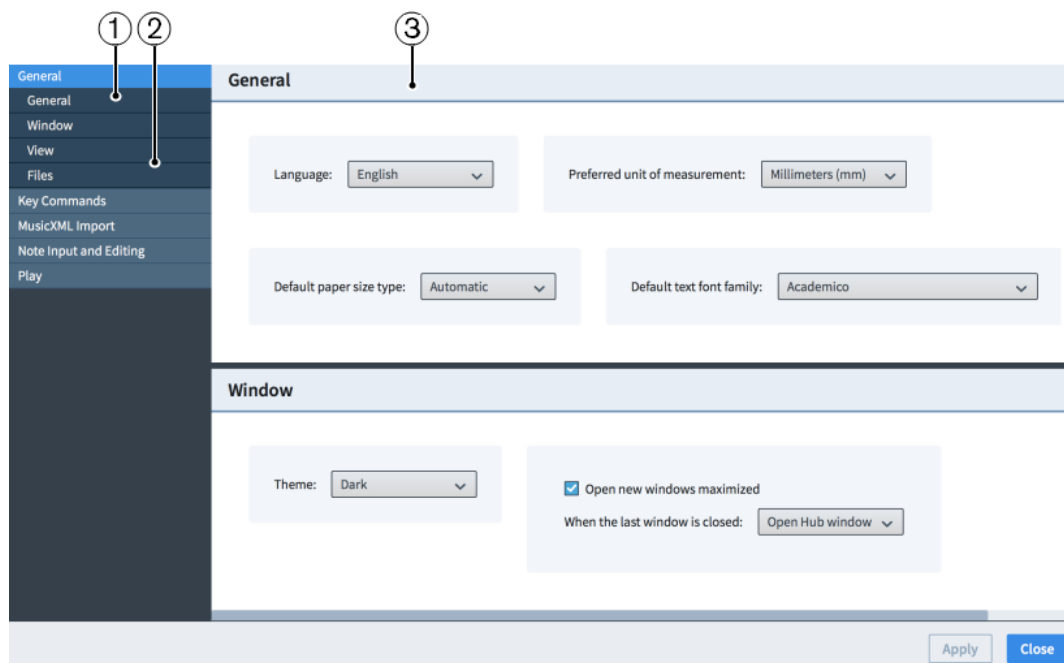 1 2 3
General
General
Window
View
Files
Key Commands
MusicXML Import
Note Input and Editing
Play
General
Language: English Preferred unit of measurement: Millimeters (mm)
Default paper size type: Automatic Default text font family: Academico
Window
Theme: Dark Open new windows maximized
When the last window is closed: Open Hub window
Apply Close